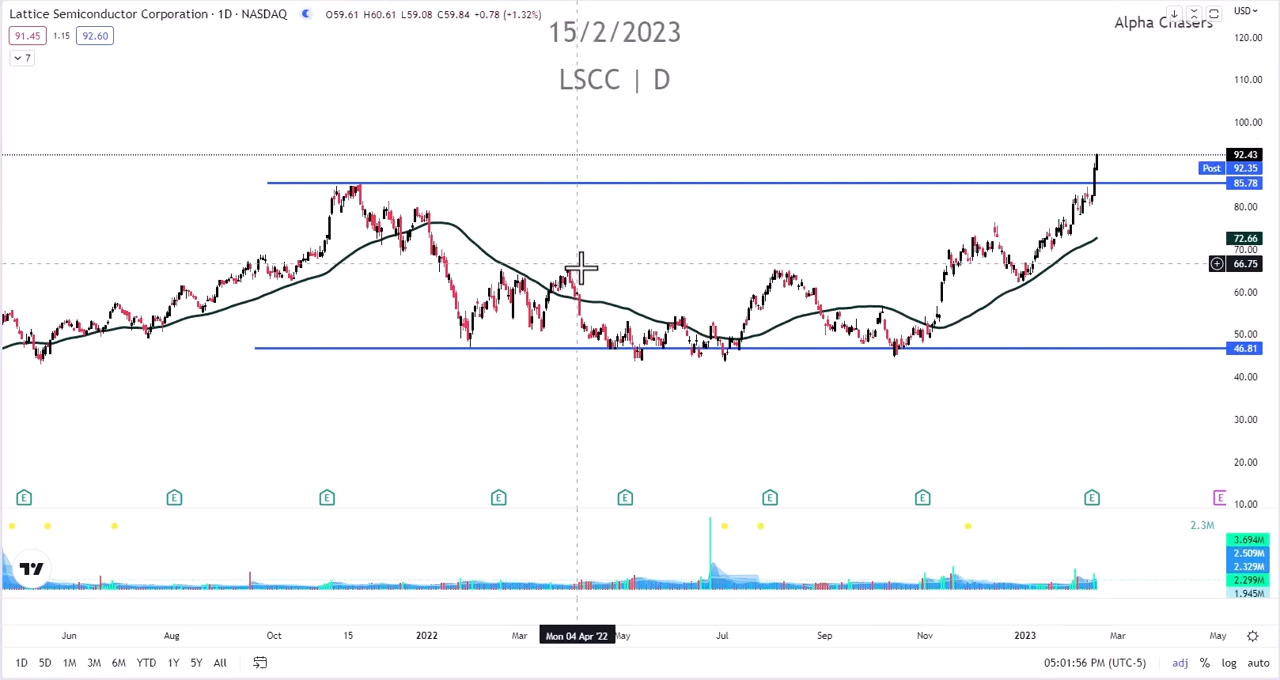 Lattice Semiconductor Corporation · 1D · NASDAQ O59.61 H60.61 L59.08 C59.84 +0.78 (+1.32%)
USD
91.45 1.15 92.60
7
15/2/2023
LSCC | D
Alpha Chasers
120.00
110.00
100.00
92.43
Post 92.35
85.78
80.00
72.66
70.00
66.75
60.00
50.00
46.81
40.00
30.00
20.00
10.00
E E E E E E E E E
2.3M
3.694M
2.509M
2.329M
2.299M
1.945M
Jun Aug Oct 15 2022 Mar Mon 04 Apr '22 May Jul Sep Nov 2023 Mar May
1D 5D 1M 3M 6M YTD 1Y 5Y All 05:01:56 PM (UTC-5) adj % log auto